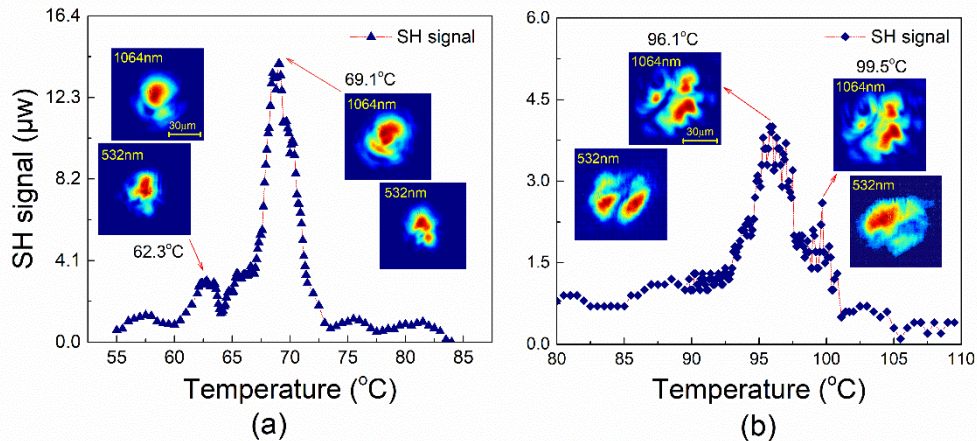 16.4
12.3
8.2
4.1
0.0
SH signal (μw)
SH signal
1064nm
30μm
532nm
62.3°C
69.1°C
1064nm
532nm
55 60 65 70 75 80 85
Temperature (°C)
(a)
6.0
4.5
3.0
1.5
0.0
SH signal
96.1°C
1064nm
30μm
532nm
99.5°C
1064nm
532nm
80 85 90 95 100 105 110
Temperature (°C)
(b)